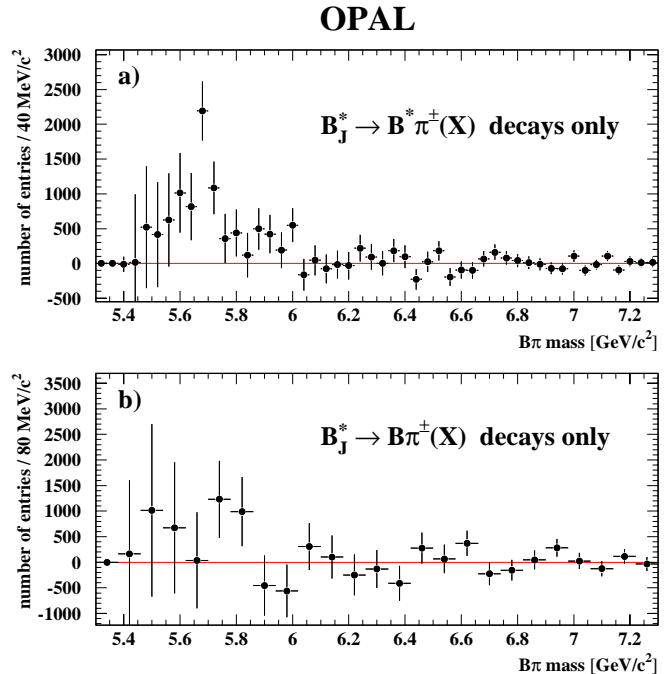 OPAL
number of entries / 40 MeV/c²
3000
2500
2000
1500
1000
500
0
-500
a)
B*J → B*π±(X) decays only
5.4 5.6 5.8 6 6.2 6.4 6.6 6.8 7 7.2
Bπ mass [GeV/c²]
number of entries / 80 MeV/c²
3500
3000
2500
2000
1500
1000
500
0
-500
-1000
b)
B*J → Bπ±(X) decays only
5.4 5.6 5.8 6 6.2 6.4 6.6 6.8 7 7.2
Bπ mass [GeV/c²]